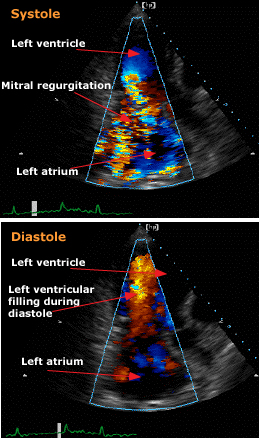 Systole
Left ventricle
Mitral regurgitation
Left atrium
Diastole
Left ventricle
Left ventricular
filling during
diastole
Left atrium